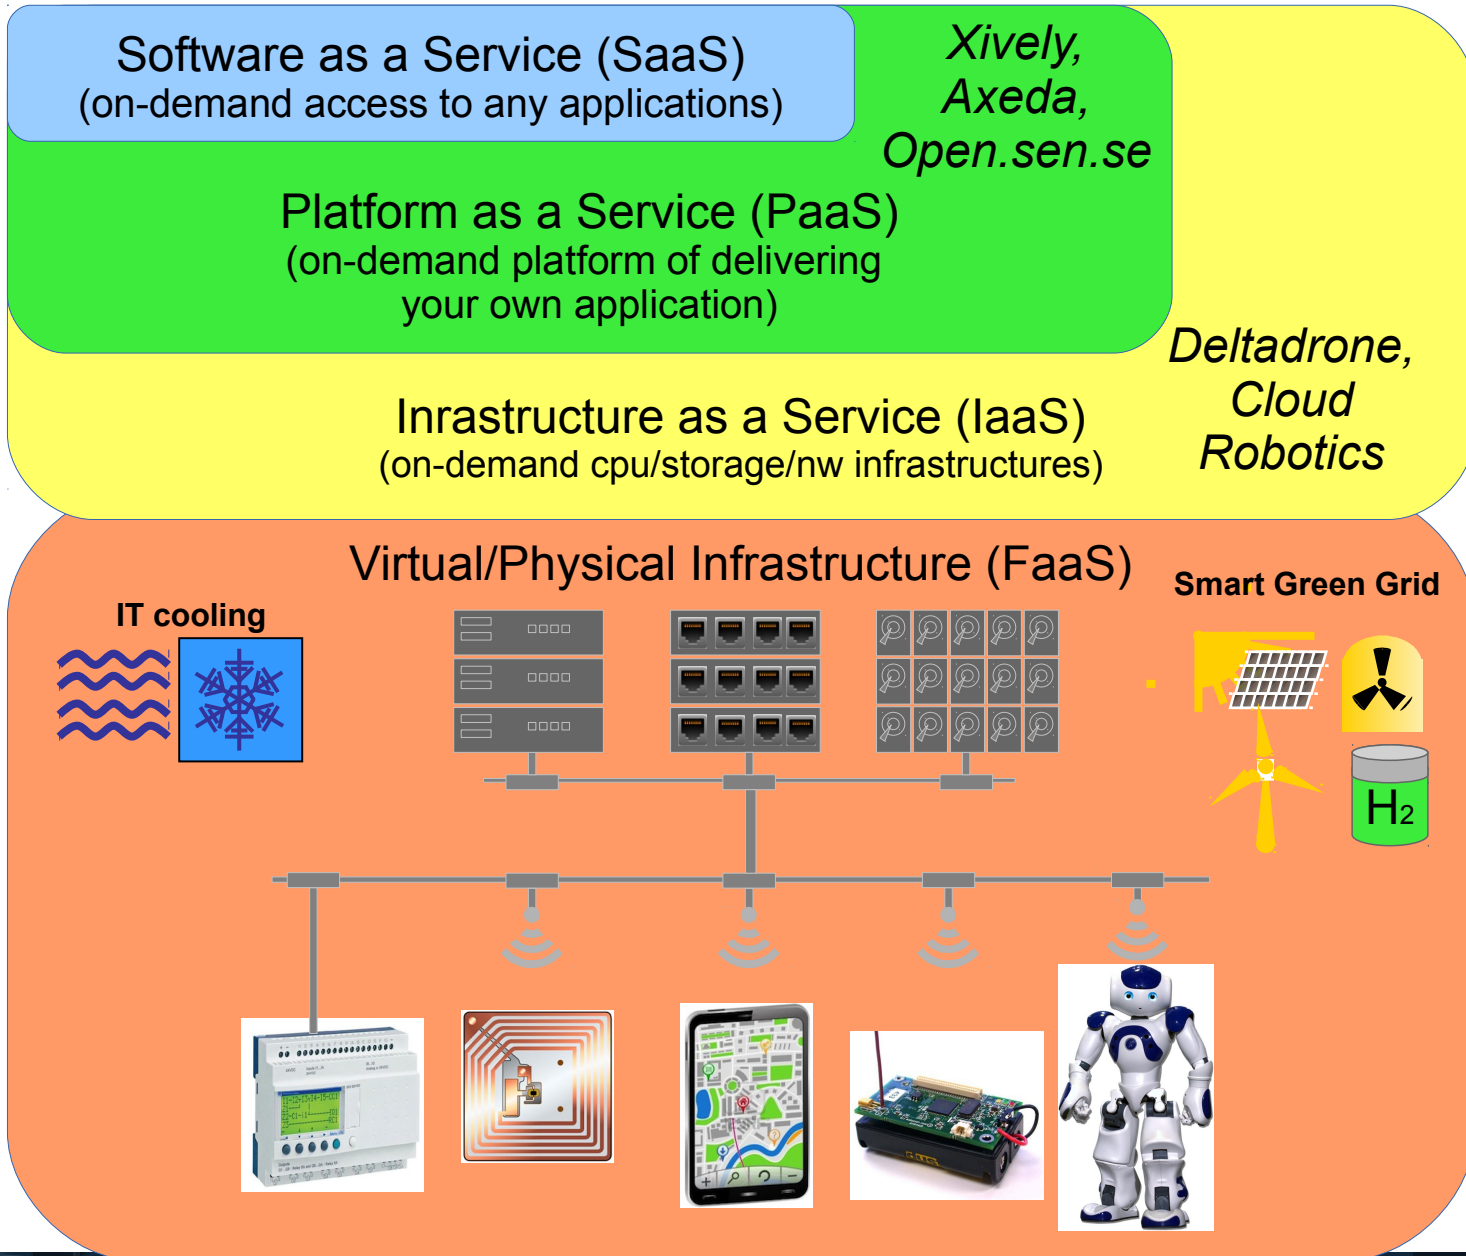 Software as a Service (SaaS)
(on-demand access to any applications)
Xively,
Axeda,
Open.sen.se
Platform as a Service (PaaS)
(on-demand platform of delivering
your own application)
Deltadrone,
Cloud
Robotics
Inrastructure as a Service (IaaS)
(on-demand cpu/storage/nw infrastructures)
Virtual/Physical Infrastructure (FaaS)
Smart Green Grid
IT cooling
H2